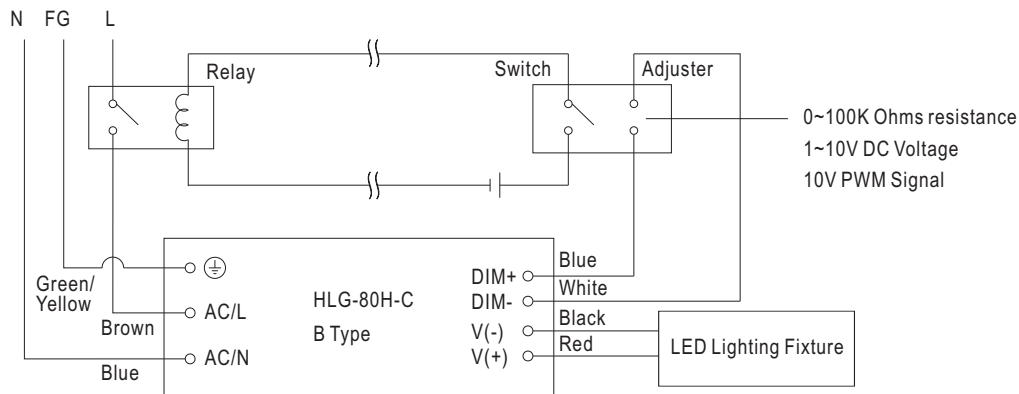 N FG L
Relay
Switch
Adjuster
0~100K Ohms resistance
1~10V DC Voltage
10V PWM Signal
Green/
Yellow
Brown
Blue
AC/L
AC/N
HLG-80H-C
B Type
DIM+
DIM-
V(-)
V(+)
Blue
White
Black
Red
LED Lighting Fixture